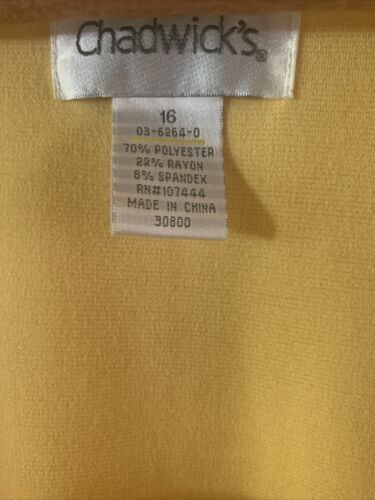 Chadwick's®
16
03-6264-0
70% POLYESTER
22% RAYON
8% SPANDEX
RN#107444
MADE IN CHINA
30800